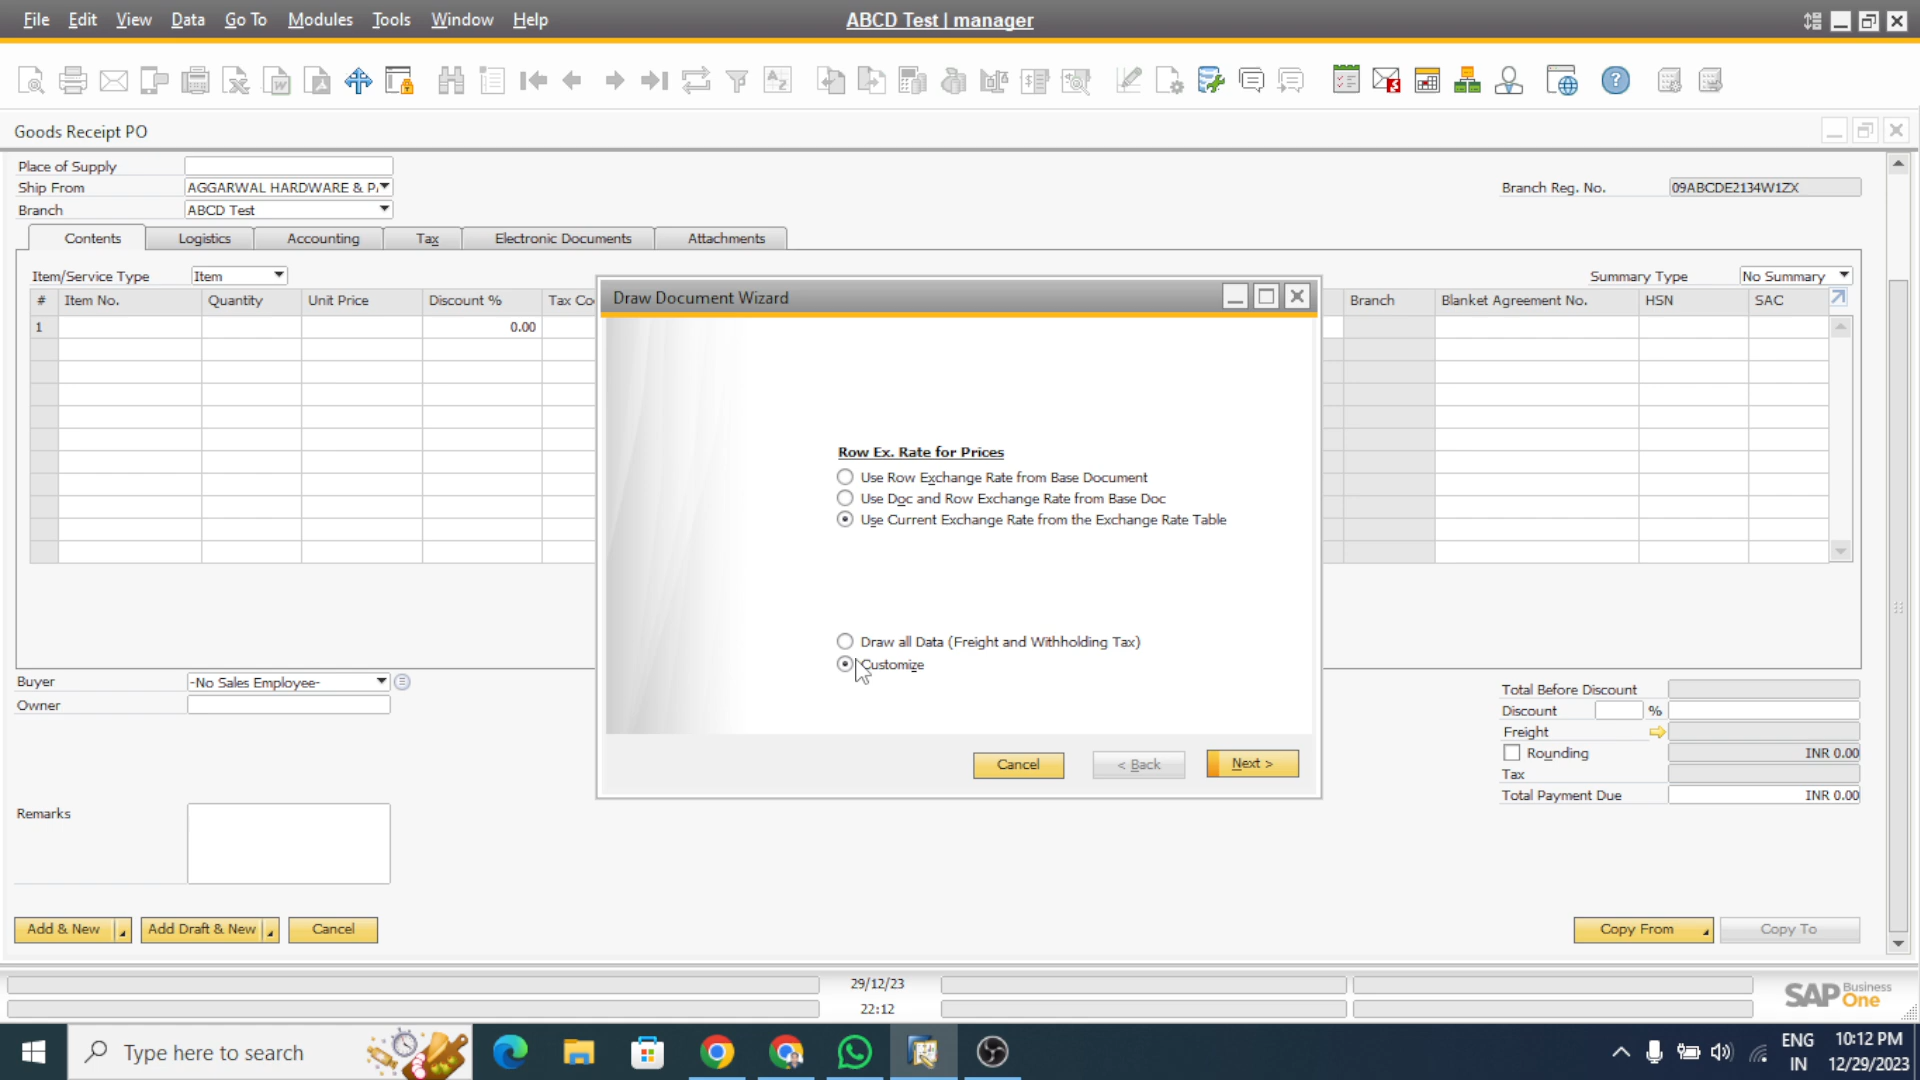 File Edit View Data Go To Modules Tools Window Help
ABCD Test | manager
Goods Receipt PO
Place of Supply
Ship From AGGARWAL HARDWARE & P
Branch Reg. No. 09ABCDE2134W1ZX
Branch ABCD Test
Contents Logistics Accounting Tax Electronic Documents Attachments
Item/Service Type Item
Summary Type No Summary
# Item No. Quantity Unit Price Discount % Tax Co Branch Blanket Agreement No. HSN SAC
1 0.00
Draw Document Wizard
Row Ex. Rate for Prices
Use Row Exchange Rate from Base Document
Use Doc and Row Exchange Rate from Base Doc
Use Current Exchange Rate from the Exchange Rate Table
Draw all Data (Freight and Withholding Tax)
Customize
Cancel < Back Next >
Buyer -No Sales Employee-
Owner
Remarks
Total Before Discount
Discount %
Freight
Rounding INR 0.00
Tax
Total Payment Due INR 0.00
Add & New Add Draft & New Cancel
Copy From Copy To
29/12/23
22:12
SAP Business One
Type here to search
ENG
IN
10:12 PM
12/29/2023